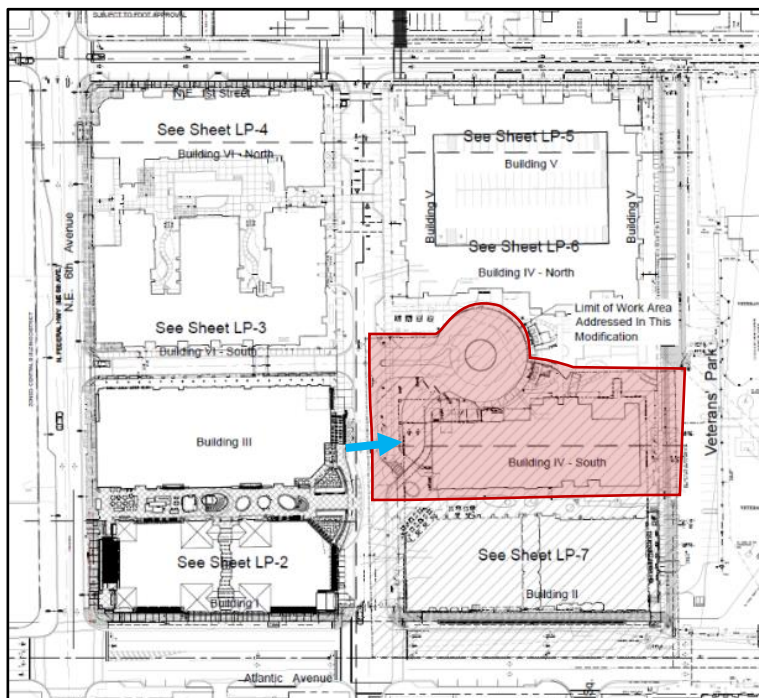 SUBJECT TO FDOT APPROVAL
N.E. 1st Street
See Sheet LP-4
Building VI - North
See Sheet LP-5
Building V
Building V
Building V
N.E. 6th Avenue
See Sheet LP-6
Building IV - North
Limit of Work Area
Addressed In This
Modification
See Sheet LP-3
Building VI - South
Veterans' Park
Building III
Building IV - South
See Sheet LP-2
Building I
See Sheet LP-7
Building II
Atlantic Avenue